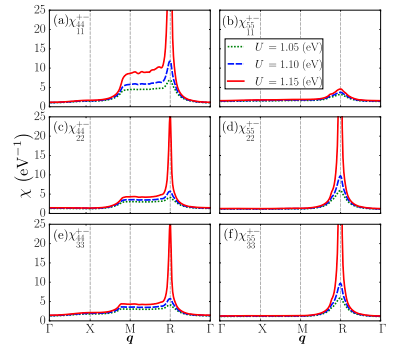 (a)χ⁺⁻₄₄
₁₁
(b)χ⁺⁻₅₅
₁₁
U = 1.05 (eV)
U = 1.10 (eV)
U = 1.15 (eV)
25
20
15
10
5
(c)χ⁺⁻₄₄
₂₂
(d)χ⁺⁻₅₅
₂₂
25
20
15
10
5
0
χ (eV⁻¹)
(e)χ⁺⁻₄₄
₃₃
(f)χ⁺⁻₅₅
₃₃
25
20
15
10
5
0
Γ X M R Γ
Γ X M R Γ
q
q